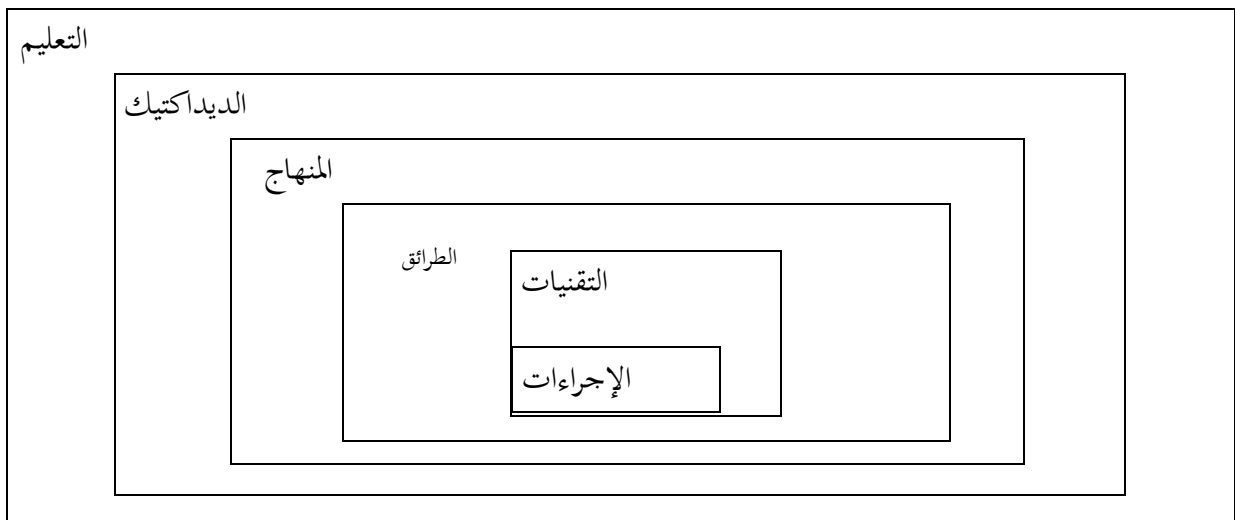 التعليم
الديداكتيك
المنهاج
الطرائق
التقنيات
الإجراءات